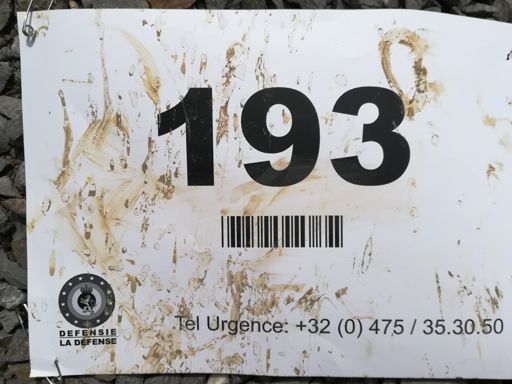 193
DEFENSIE
LA DEFENSE
Tel Urgence: +32 (0) 475 / 35.30.50